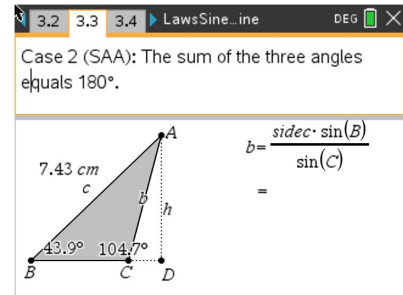 3.2 3.3 3.4 LawsSine...ine DEG
Case 2 (SAA): The sum of the three angles
equals 180°.
A
7.43 cm
c
b
h
43.9° 104.7°
B C D
b= sidec·sin(B)
sin(C)
=